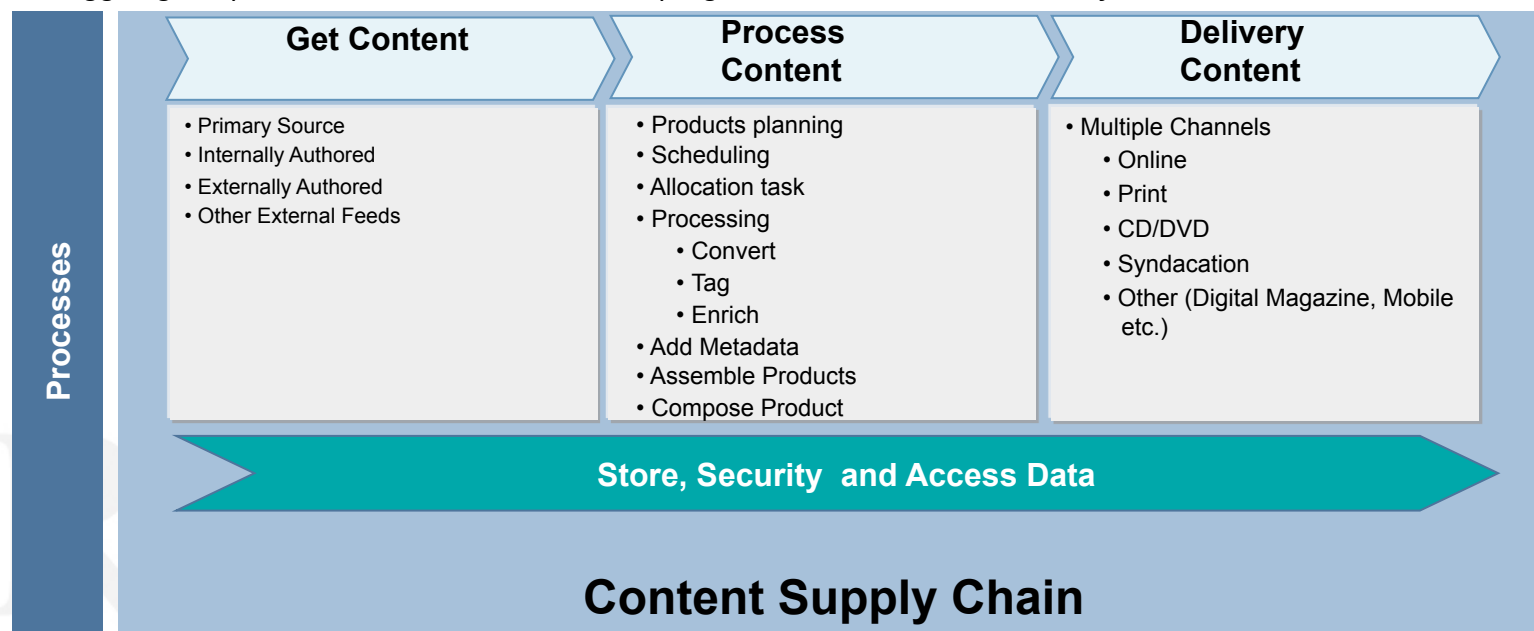 Processes
Get Content
Process
Content
Delivery
Content
• Primary Source
• Internally Authored
• Externally Authored
• Other External Feeds
• Products planning
• Scheduling
• Allocation task
• Processing
• Convert
• Tag
• Enrich
• Add Metadata
• Assemble Products
• Compose Product
• Multiple Channels
• Online
• Print
• CD/DVD
• Syndacation
• Other (Digital Magazine, Mobile
etc.)
Store, Security and Access Data
Content Supply Chain